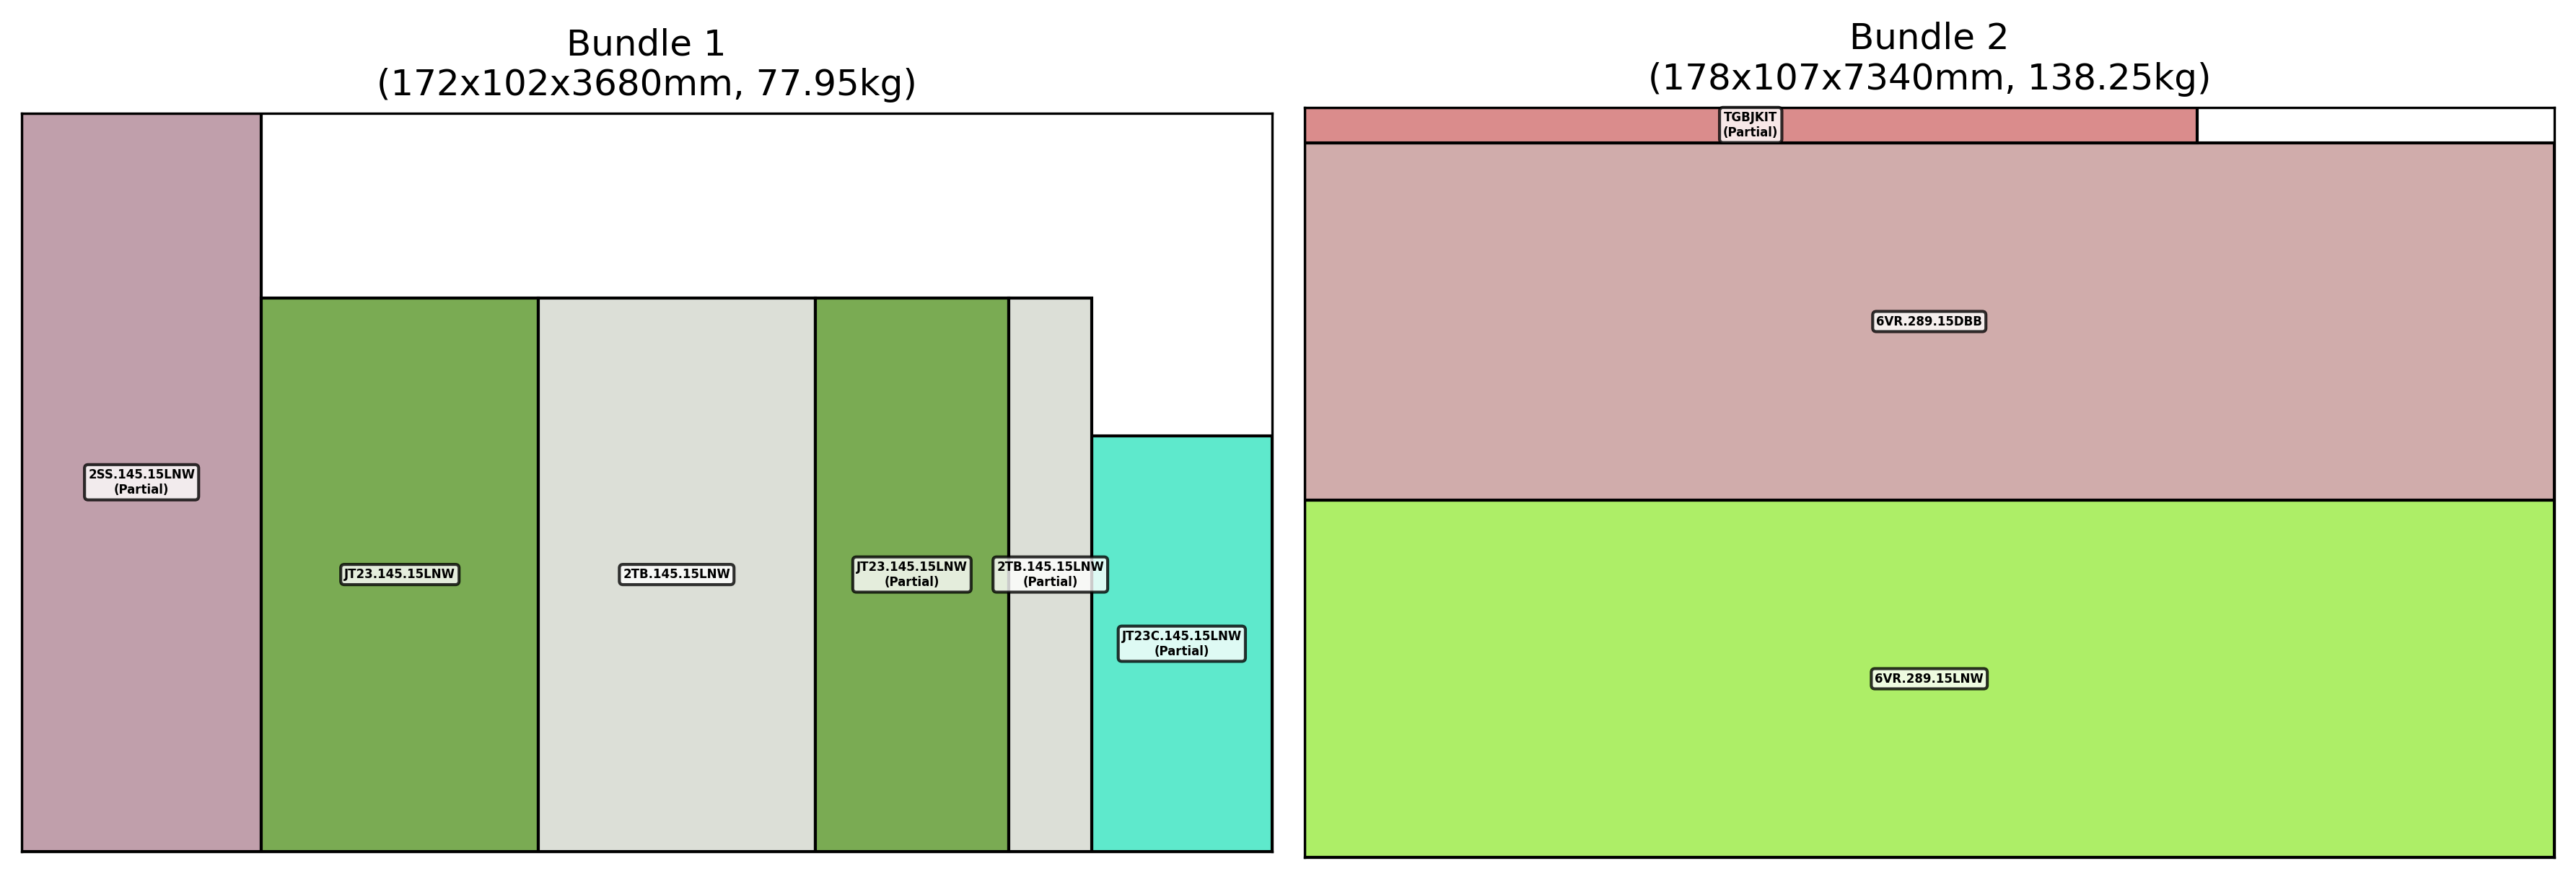 Bundle 1
(172x102x3680mm, 77.95kg)
2SS.145.15LNW
(Partial)
JT23.145.15LNW
2TB.145.15LNW
JT23.145.15LNW
(Partial)
2TB.145.15LNW
(Partial)
JT23C.145.15LNW
(Partial)
Bundle 2
(178x107x7340mm, 138.25kg)
TGBJKIT
(Partial)
6VR.289.15DBB
6VR.289.15LNW